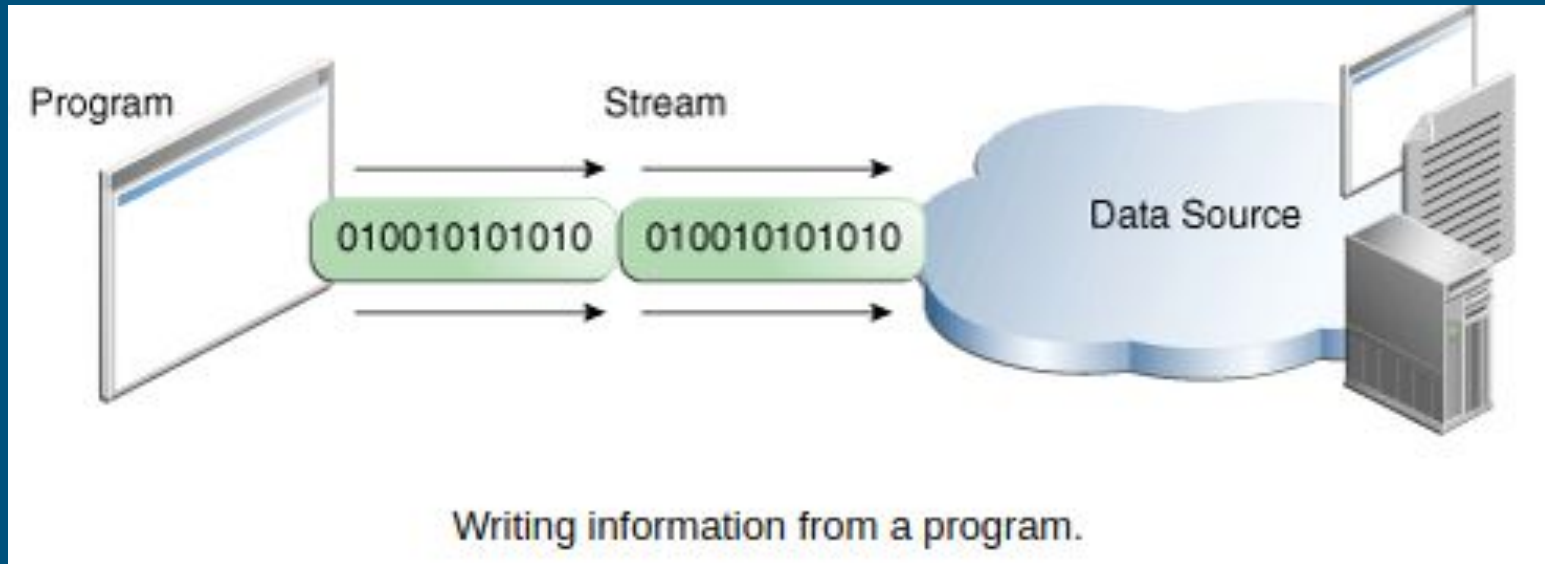 Program
Stream
010010101010
010010101010
Data Source
Writing information from a program.